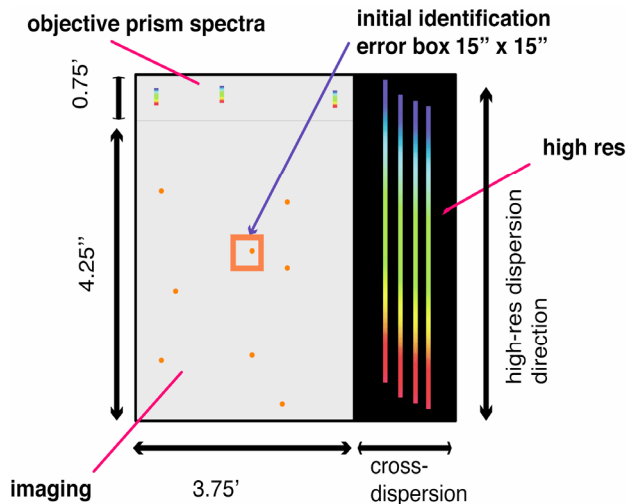 objective prism spectra
initial identification
error box 15” x 15”
0.75’
high res
4.25”
high-res dispersion
direction
imaging
3.75’
cross-
dispersion